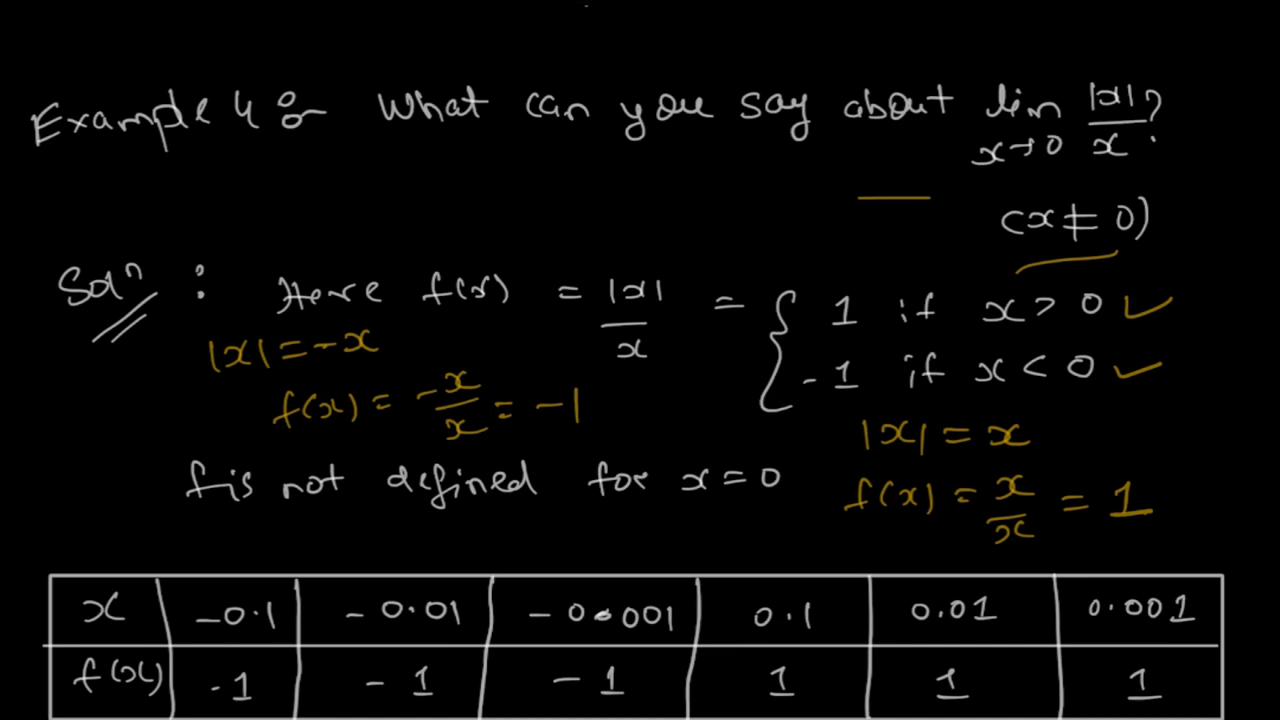 Example 4 :- What can you say about lim x→0 |x|/x?
(x ≠ 0)
Solⁿ : Here f(x) = |x|/x = { 1 if x > 0
-1 if x < 0
|x| = -x
f(x) = -x/x = -1
|x| = x
f(x) = x/x = 1
f is not defined for x = 0
x -0.1 -0.01 -0.001 0.1 0.01 0.001
f(x) -1 -1 -1 1 1 1